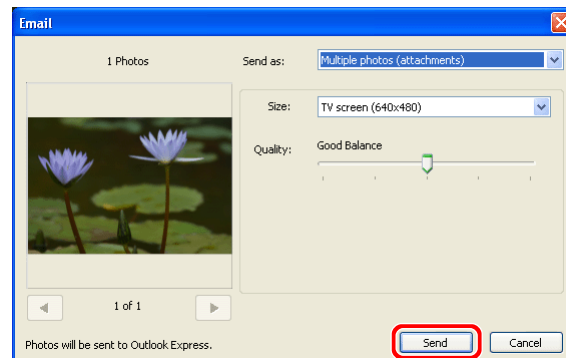 Email
1 Photos
Send as: Multiple photos (attachments)
Size: TV screen (640x480)
Quality: Good Balance
1 of 1
Photos will be sent to Outlook Express.
Send Cancel